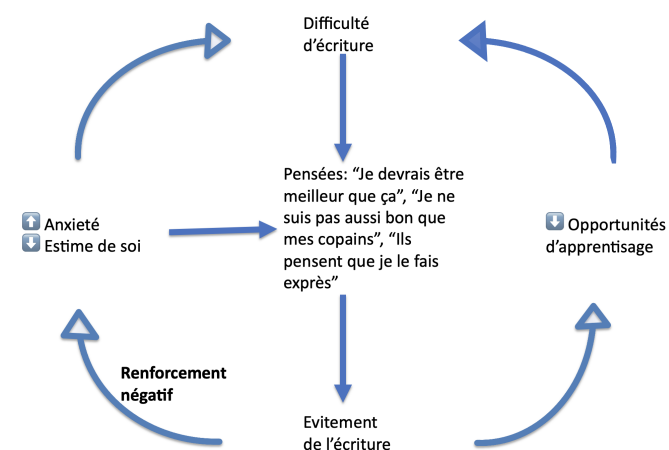 Difficulté
d’écriture
Pensées: “Je devrais être
meilleur que ça”, “Je ne
suis pas aussi bon que
mes copains”, “Ils
pensent que je le fais
exprès”
⬆ Anxieté
⬇ Estime de soi
⬇ Opportunités
d’apprentisage
Renforcement
négatif
Evitement
de l’écriture